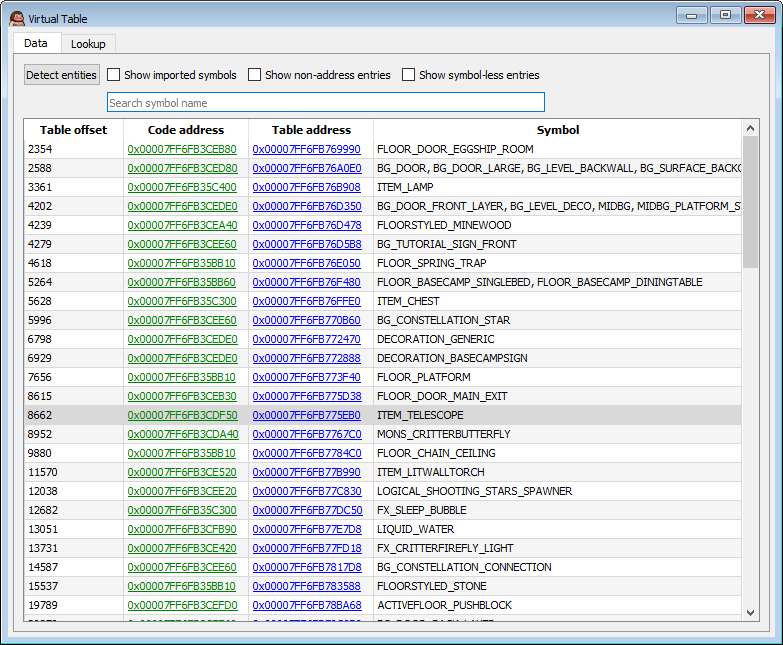 Virtual Table
Data Lookup
Detect entities Show imported symbols Show non-address entries Show symbol-less entries
Search symbol name
Table offset Code address Table address Symbol
2354 0x00007FF6FB3CEB80 0x00007FF6FB769990 FLOOR_DOOR_EGGSHIP_ROOM
2588 0x00007FF6FB3CED80 0x00007FF6FB76A0E0 BG_DOOR, BG_DOOR_LARGE, BG_LEVEL_BACKWALL, BG_SURFACE_BACKG
3361 0x00007FF6FB35C400 0x00007FF6FB76B908 ITEM_LAMP
4202 0x00007FF6FB3CEDE0 0x00007FF6FB76D350 BG_DOOR_FRONT_LAYER, BG_LEVEL_DECO, MIDBG, MIDBG_PLATFORM_S
4239 0x00007FF6FB3CEA40 0x00007FF6FB76D478 FLOORSTYLED_MINEWOOD
4279 0x00007FF6FB3CEE60 0x00007FF6FB76D5B8 BG_TUTORIAL_SIGN_FRONT
4618 0x00007FF6FB35BB10 0x00007FF6FB76E050 FLOOR_SPRING_TRAP
5264 0x00007FF6FB35BB60 0x00007FF6FB76F480 FLOOR_BASECAMP_SINGLEBED, FLOOR_BASECAMP_DININGTABLE
5628 0x00007FF6FB35C300 0x00007FF6FB76FFE0 ITEM_CHEST
5996 0x00007FF6FB3CEE60 0x00007FF6FB770B60 BG_CONSTELLATION_STAR
6798 0x00007FF6FB3CEDE0 0x00007FF6FB772470 DECORATION_GENERIC
6929 0x00007FF6FB3CEDE0 0x00007FF6FB772888 DECORATION_BASECAMPSIGN
7656 0x00007FF6FB35BB10 0x00007FF6FB773F40 FLOOR_PLATFORM
8615 0x00007FF6FB3CEB30 0x00007FF6FB775D38 FLOOR_DOOR_MAIN_EXIT
8662 0x00007FF6FB3CDF50 0x00007FF6FB775EB0 ITEM_TELESCOPE
8952 0x00007FF6FB3CDA40 0x00007FF6FB7767C0 MONS_CRITTERBUTTERFLY
9880 0x00007FF6FB35BB10 0x00007FF6FB7784C0 FLOOR_CHAIN_CEILING
11570 0x00007FF6FB3CE520 0x00007FF6FB77B990 ITEM_LITWALLTORCH
12038 0x00007FF6FB3CEE20 0x00007FF6FB77C830 LOGICAL_SHOOTING_STARS_SPAWNER
12682 0x00007FF6FB35C300 0x00007FF6FB77DC50 FX_SLEEP_BUBBLE
13051 0x00007FF6FB3CFB90 0x00007FF6FB77E7D8 LIQUID_WATER
13731 0x00007FF6FB3CE420 0x00007FF6FB77FD18 FX_CRITTERFIREFLY_LIGHT
14587 0x00007FF6FB3CEE60 0x00007FF6FB7817D8 BG_CONSTELLATION_CONNECTION
15537 0x00007FF6FB35BB10 0x00007FF6FB783588 FLOORSTYLED_STONE
19789 0x00007FF6FB3CEFD0 0x00007FF6FB78BA68 ACTIVEFLOOR_PUSHBLOCK